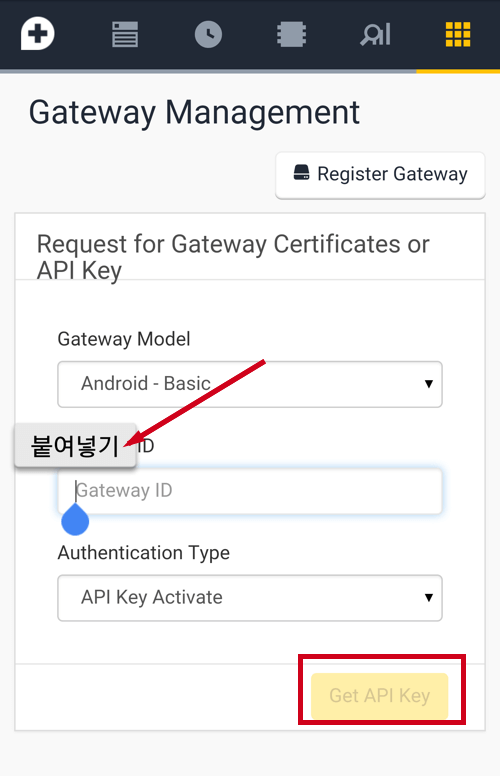 Gateway Management
Register Gateway
Request for Gateway Certificates or
API Key
Gateway Model
Android - Basic
붙여넣기
ID
Gateway ID
Authentication Type
API Key Activate
Get API Key